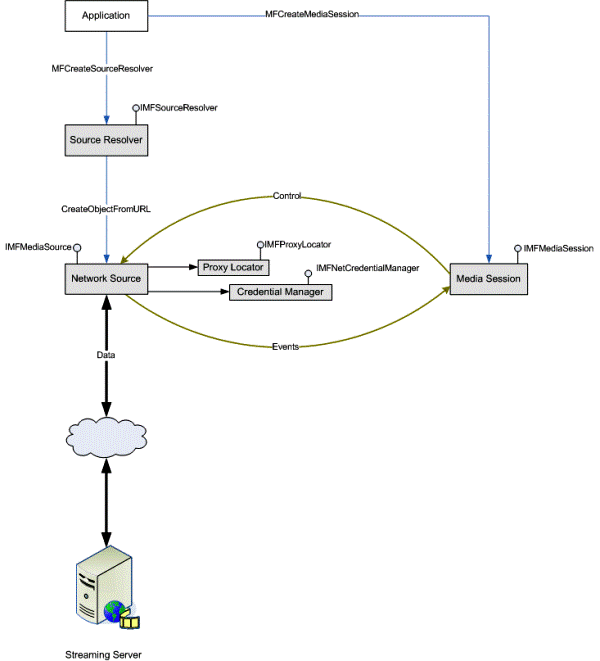 Application
MFCreateMediaSession
MFCreateSourceResolver
IMFSourceResolver
Source Resolver
Control
CreateObjectFromURL
IMFMediaSource
IMFProxyLocator
IMFMediaSession
Network Source
Proxy Locator
IMFNetCredentialManager
Media Session
Credential Manager
Events
Data
Streaming Server